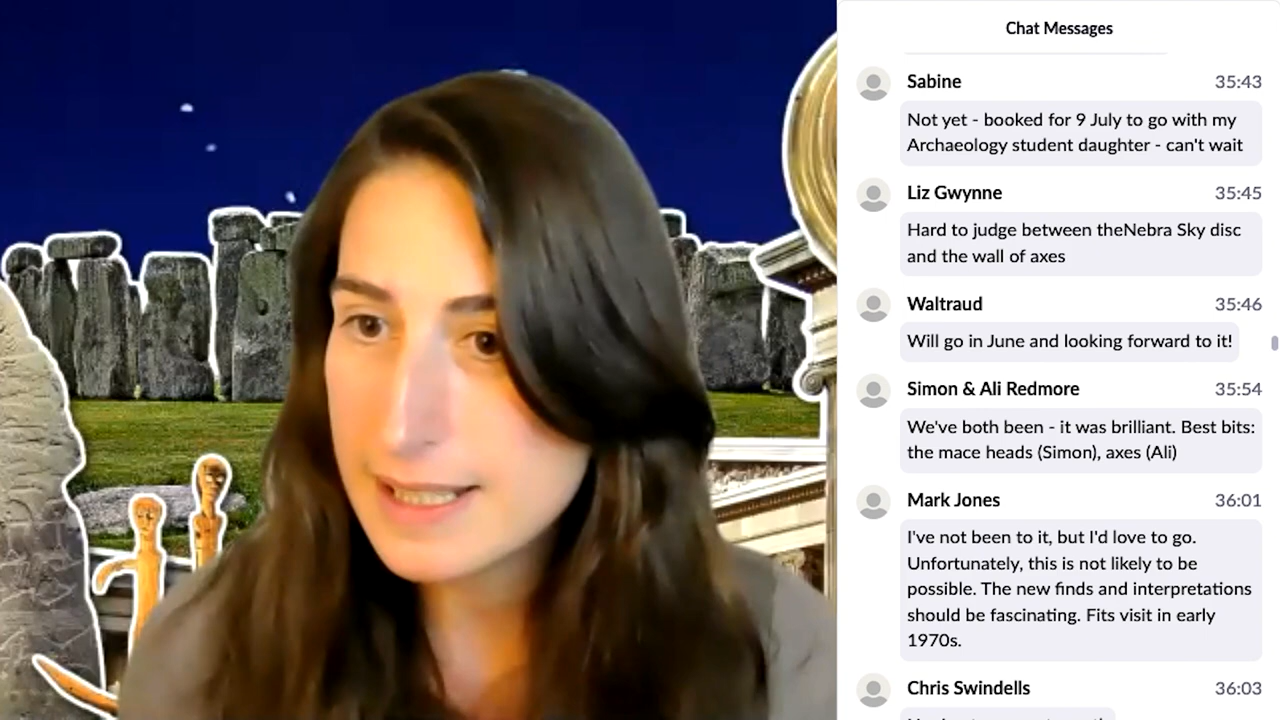 Chat Messages
Sabine 35:43
Not yet - booked for 9 July to go with my
Archaeology student daughter - can't wait
Liz Gwynne 35:45
Hard to judge between theNebra Sky disc
and the wall of axes
Waltraud 35:46
Will go in June and looking forward to it!
Simon & Ali Redmore 35:54
We've both been - it was brilliant. Best bits:
the mace heads (Simon), axes (Ali)
Mark Jones 36:01
I've not been to it, but I'd love to go.
Unfortunately, this is not likely to be
possible. The new finds and interpretations
should be fascinating. Fits visit in early
1970s.
Chris Swindells 36:03